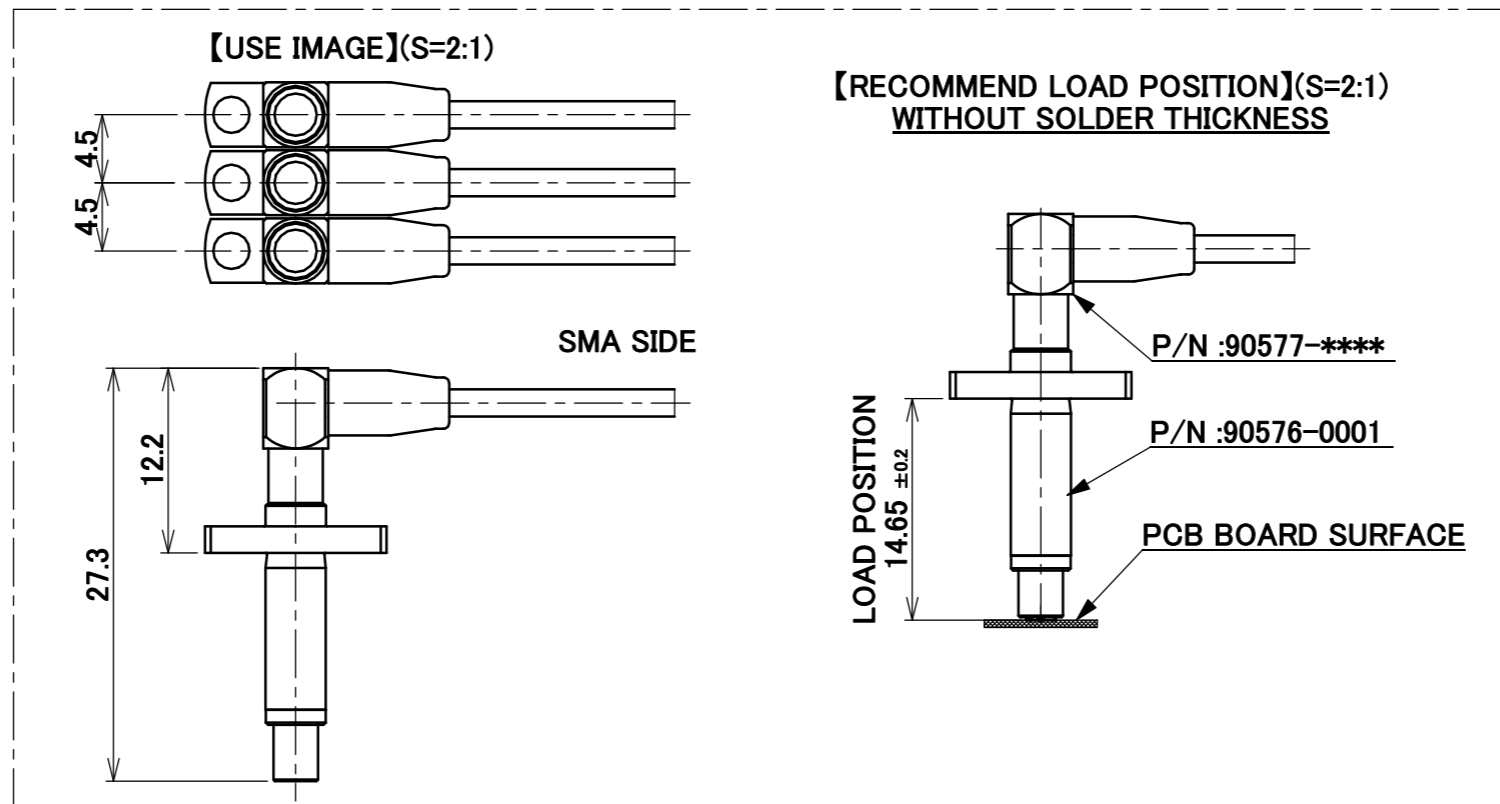 【USE IMAGE】(S=2:1)
4.5
4.5
SMA SIDE
12.2
27.3
【RECOMMEND LOAD POSITION】(S=2:1)
WITHOUT SOLDER THICKNESS
P/N :90577-****
P/N :90576-0001
LOAD POSITION
14.65 ±0.2
PCB BOARD SURFACE